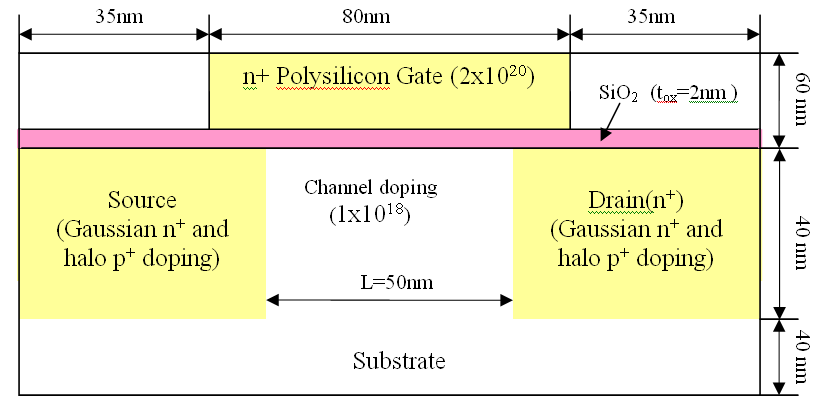 35nm
80nm
35nm
n+ Polysilicon Gate (2x10²⁰)
SiO₂ (tₒₓ=2nm )
60 nm
Source
(Gaussian n⁺ and
halo p⁺ doping)
Channel doping
(1x10¹⁸)
Drain(n⁺)
(Gaussian n⁺ and
halo p⁺ doping)
40 nm
L=50nm
Substrate
40 nm